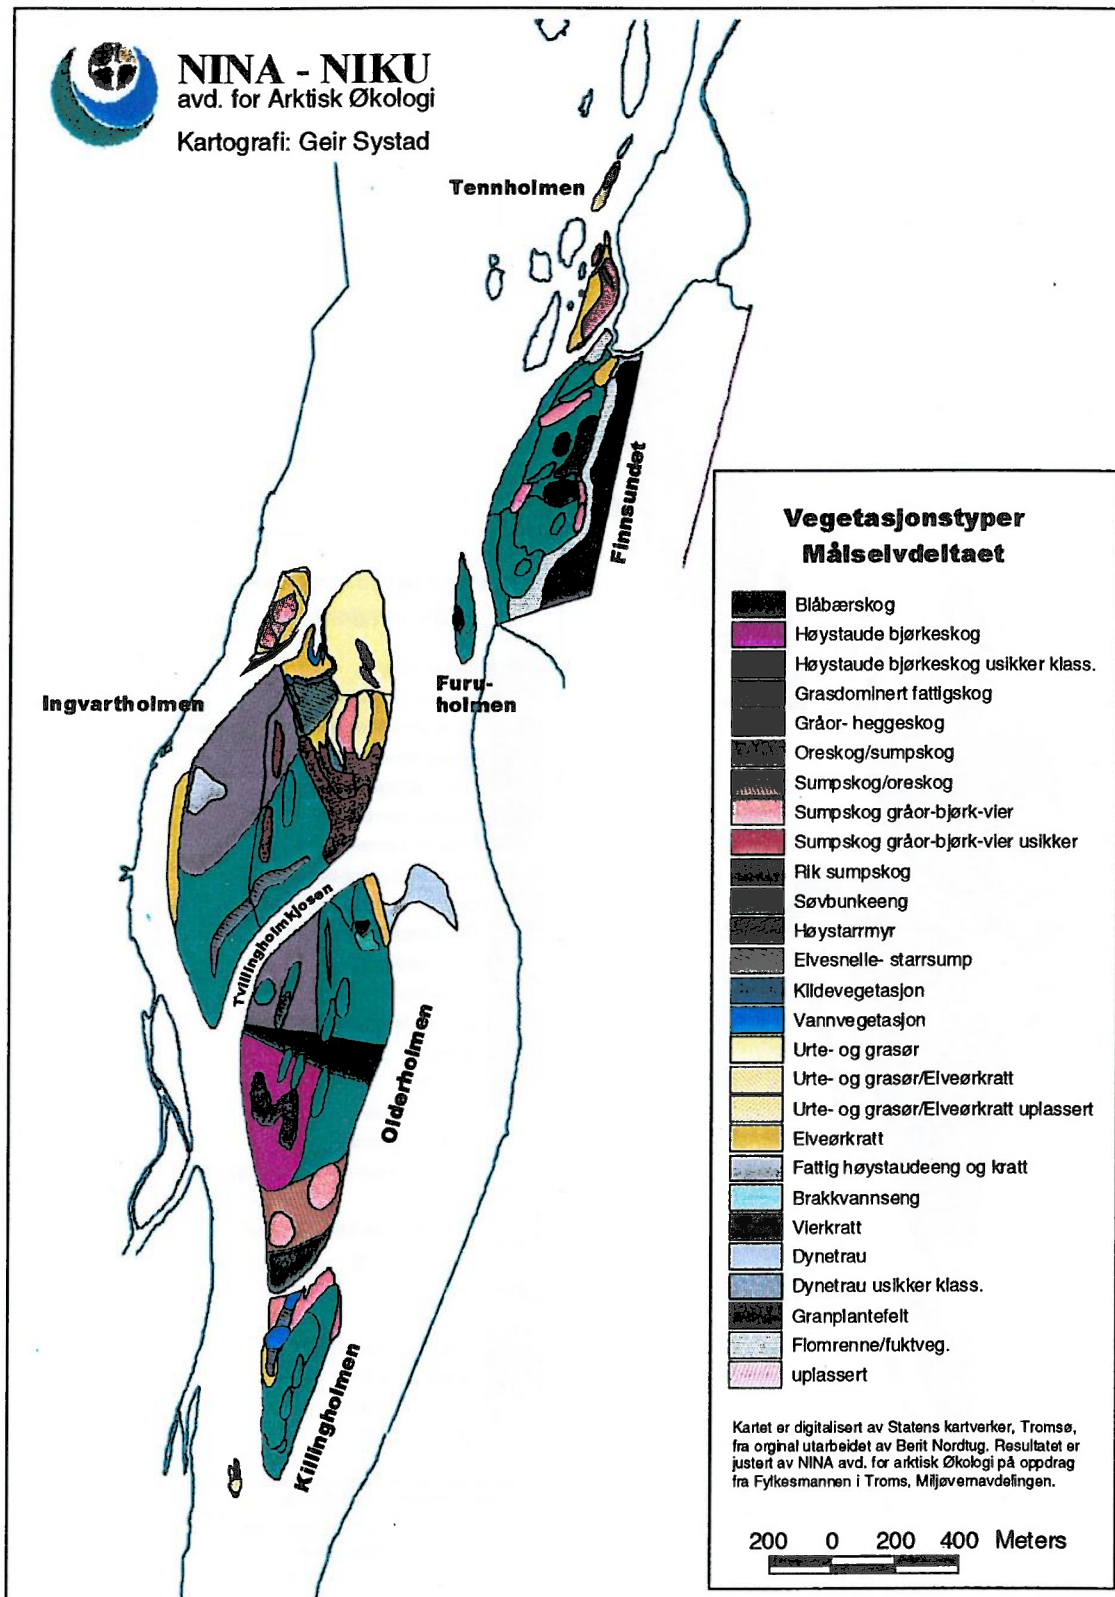 NINA - NIKU
avd. for Arktisk Økologi
Kartografi: Geir Systad
Tennholmen
Finnsundet
Furu-
holmen
Ingvartholmen
Tvillingholmkjosen
Olderholmen
Killingholmen
Vegetasjonstyper
Målselvdeltaet
Blåbærskog
Høystaude bjørkeskog
Høystaude bjørkeskog usikker klass.
Grasdominert fattigskog
Gråor- heggeskog
Oreskog/sumpskog
Sumpskog/oreskog
Sumpskog gråor-bjørk-vier
Sumpskog gråor-bjørk-vier usikker
Rik sumpskog
Søvbunkeeng
Høystarrmyr
Elvesnelle- starrsump
Kildevegetasjon
Vannvegetasjon
Urte- og grasør
Urte- og grasør/Elveørkratt
Urte- og grasør/Elveørkratt uplassert
Elveørkratt
Fattig høystaudeeng og kratt
Brakkvannseng
Vierkratt
Dynetrau
Dynetrau usikker klass.
Granplantefelt
Flomrenne/fuktveg.
uplassert
Kartet er digitalisert av Statens kartverker, Tromsø,
fra orginal utarbeidet av Berit Nordtug. Resultatet er
justert av NINA avd. for arktisk Økologi på oppdrag
fra Fylkesmannen i Troms, Miljøvernavdelingen.
200 0 200 400 Meters